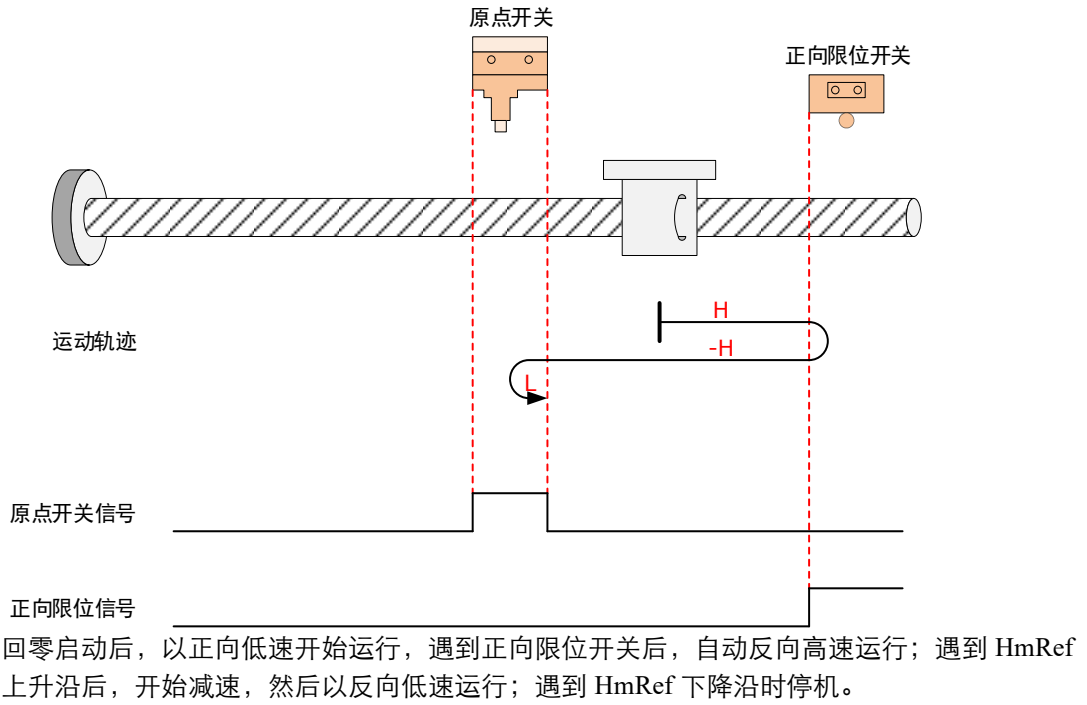 原点开关
正向限位开关
H
运动轨迹
-H
L
原点开关信号
正向限位信号
回零启动后，以正向低速开始运行，遇到正向限位开关后，自动反向高速运行；遇到 HmRef
上升沿后，开始减速，然后以反向低速运行；遇到 HmRef 下降沿时停机。